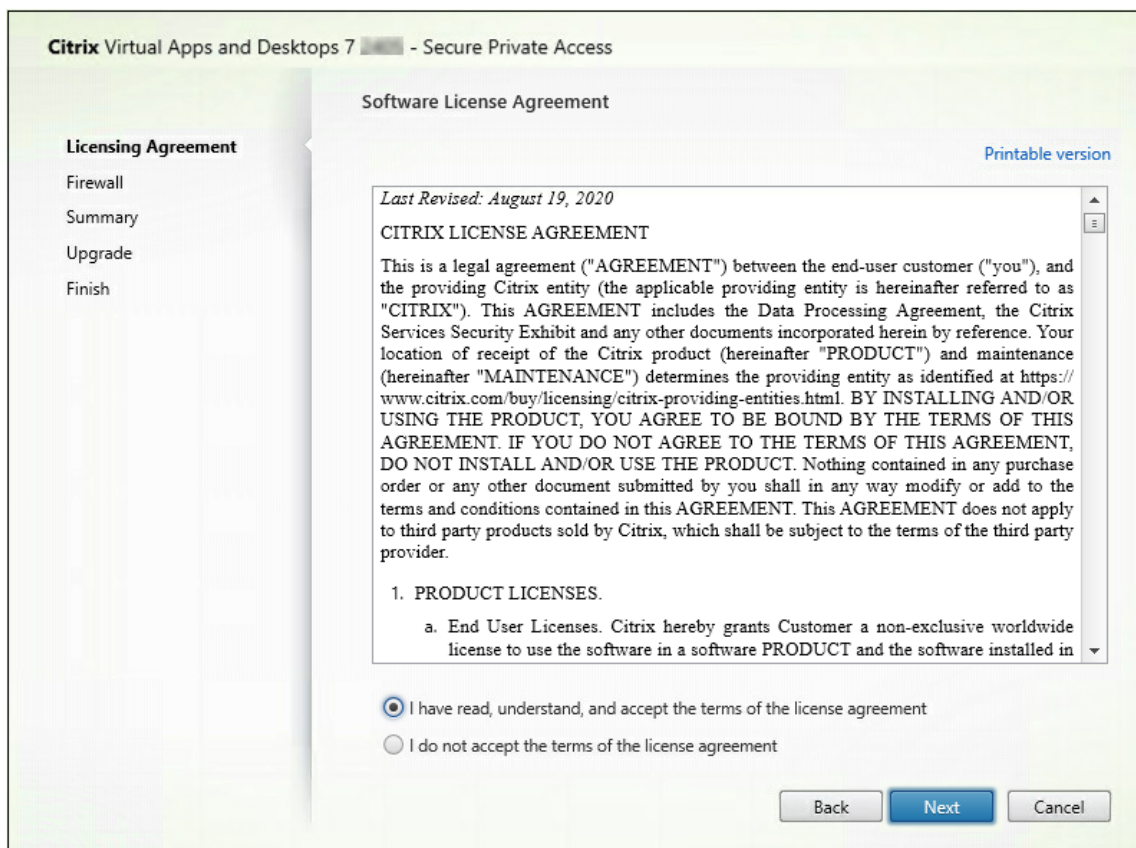 Citrix Virtual Apps and Desktops 7 - Secure Private Access
Software License Agreement
Licensing Agreement
Firewall
Summary
Upgrade
Finish
Printable version
Last Revised: August 19, 2020
CITRIX LICENSE AGREEMENT
This is a legal agreement ("AGREEMENT") between the end-user customer ("you"), and
the providing Citrix entity (the applicable providing entity is hereinafter referred to as
"CITRIX"). This AGREEMENT includes the Data Processing Agreement, the Citrix
Services Security Exhibit and any other documents incorporated herein by reference. Your
location of receipt of the Citrix product (hereinafter "PRODUCT") and maintenance
(hereinafter "MAINTENANCE") determines the providing entity as identified at https://
www.citrix.com/buy/licensing/citrix-providing-entities.html. BY INSTALLING AND/OR
USING THE PRODUCT, YOU AGREE TO BE BOUND BY THE TERMS OF THIS
AGREEMENT. IF YOU DO NOT AGREE TO THE TERMS OF THIS AGREEMENT,
DO NOT INSTALL AND/OR USE THE PRODUCT. Nothing contained in any purchase
order or any other document submitted by you shall in any way modify or add to the
terms and conditions contained in this AGREEMENT. This AGREEMENT does not apply
to third party products sold by Citrix, which shall be subject to the terms of the third party
provider.
1. PRODUCT LICENSES.
a. End User Licenses. Citrix hereby grants Customer a non-exclusive worldwide
license to use the software in a software PRODUCT and the software installed in
I have read, understand, and accept the terms of the license agreement
I do not accept the terms of the license agreement
Back
Next
Cancel